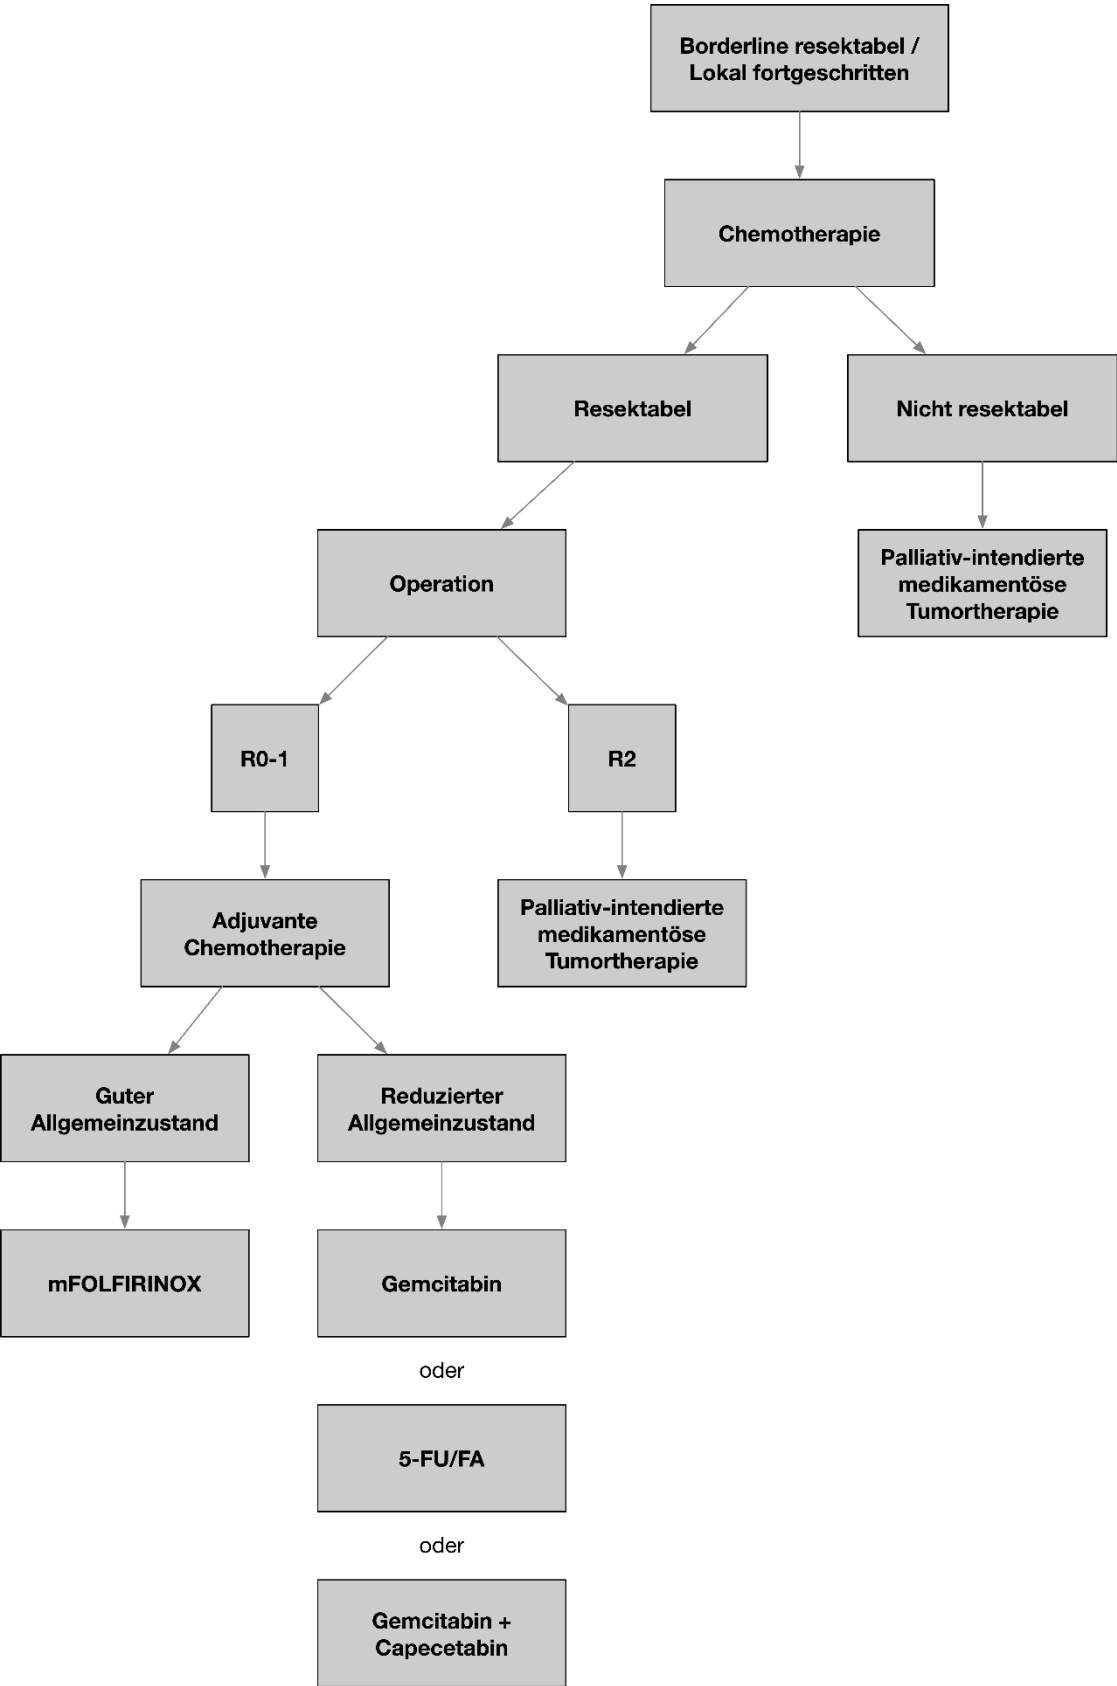 Borderline resektabel /
Lokal fortgeschritten
Chemotherapie
Resektabel
Nicht resektabel
Operation
Palliativ-intendierte
medikamentöse
Tumortherapie
R0-1
R2
Adjuvante
Chemotherapie
Palliativ-intendierte
medikamentöse
Tumortherapie
Guter
Allgemeinzustand
Reduzierter
Allgemeinzustand
mFOLFIRINOX
Gemcitabin
oder
5-FU/FA
oder
Gemcitabin +
Capecetabin